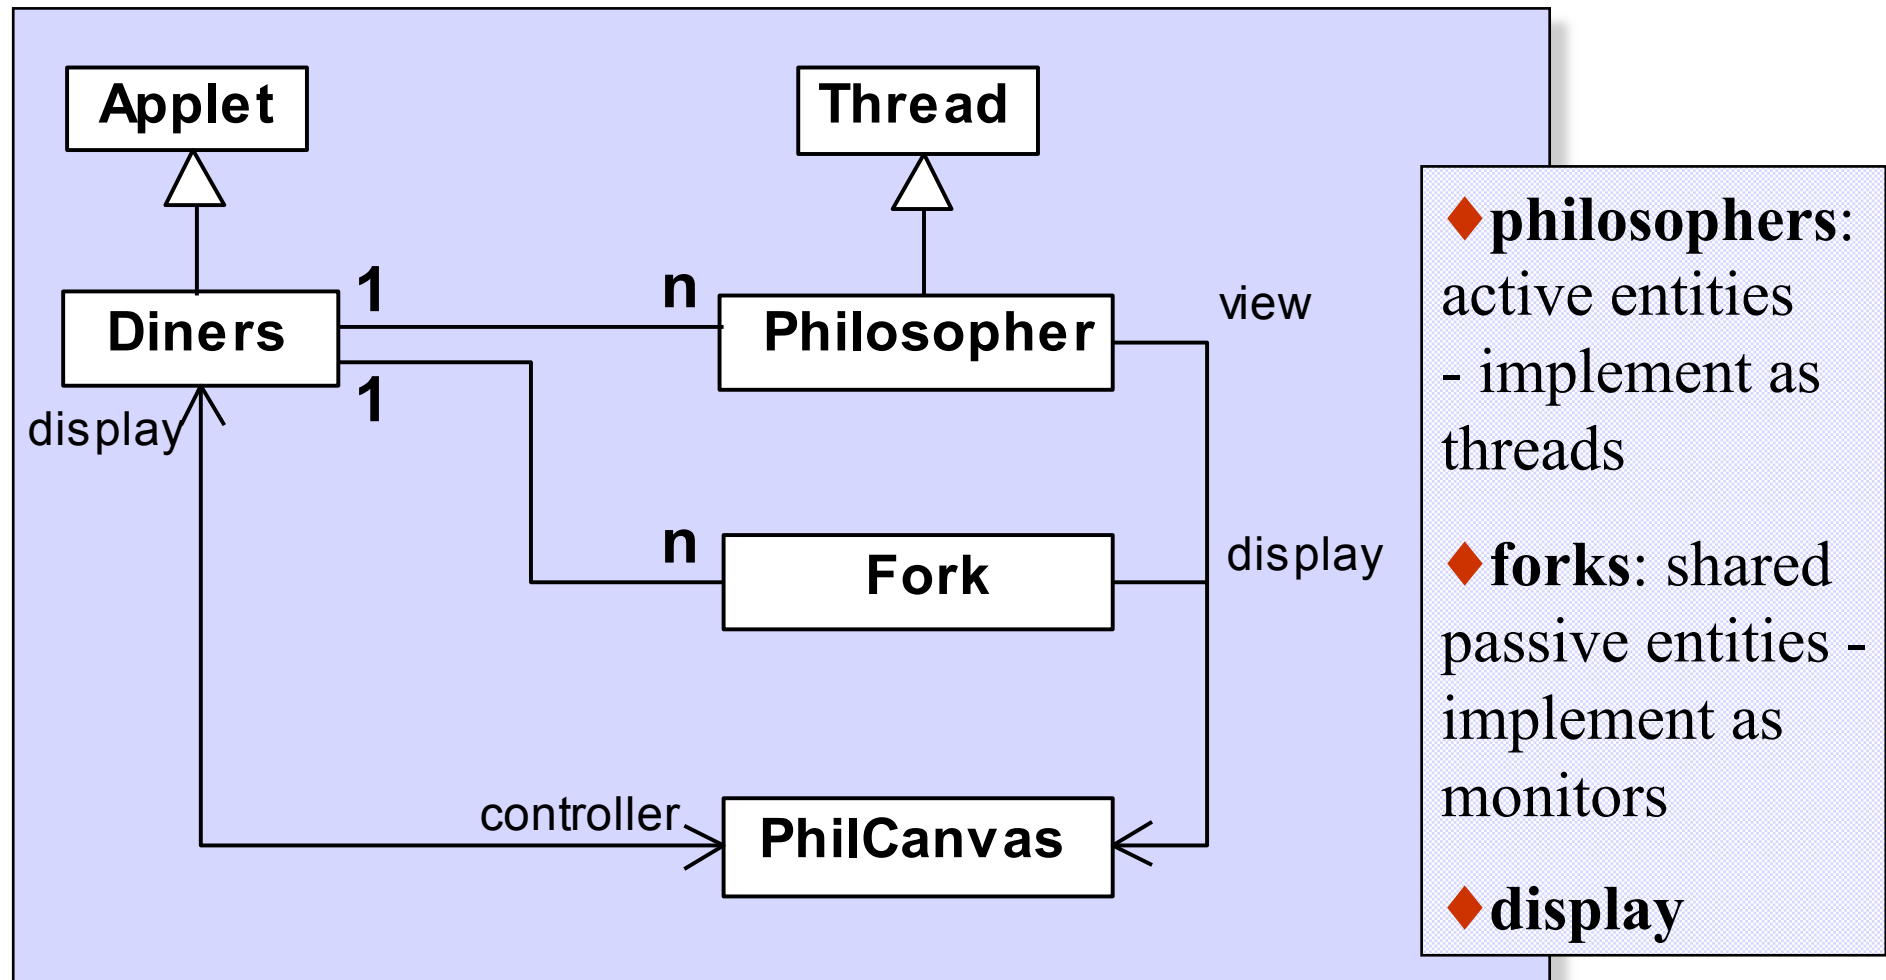 Applet
Thread
1
n
view
Diners
Philosopher
1
display
n
display
Fork
controller
PhilCanvas
♦philosophers:
active entities
- implement as
threads
♦forks: shared
passive entities -
implement as
monitors
♦display